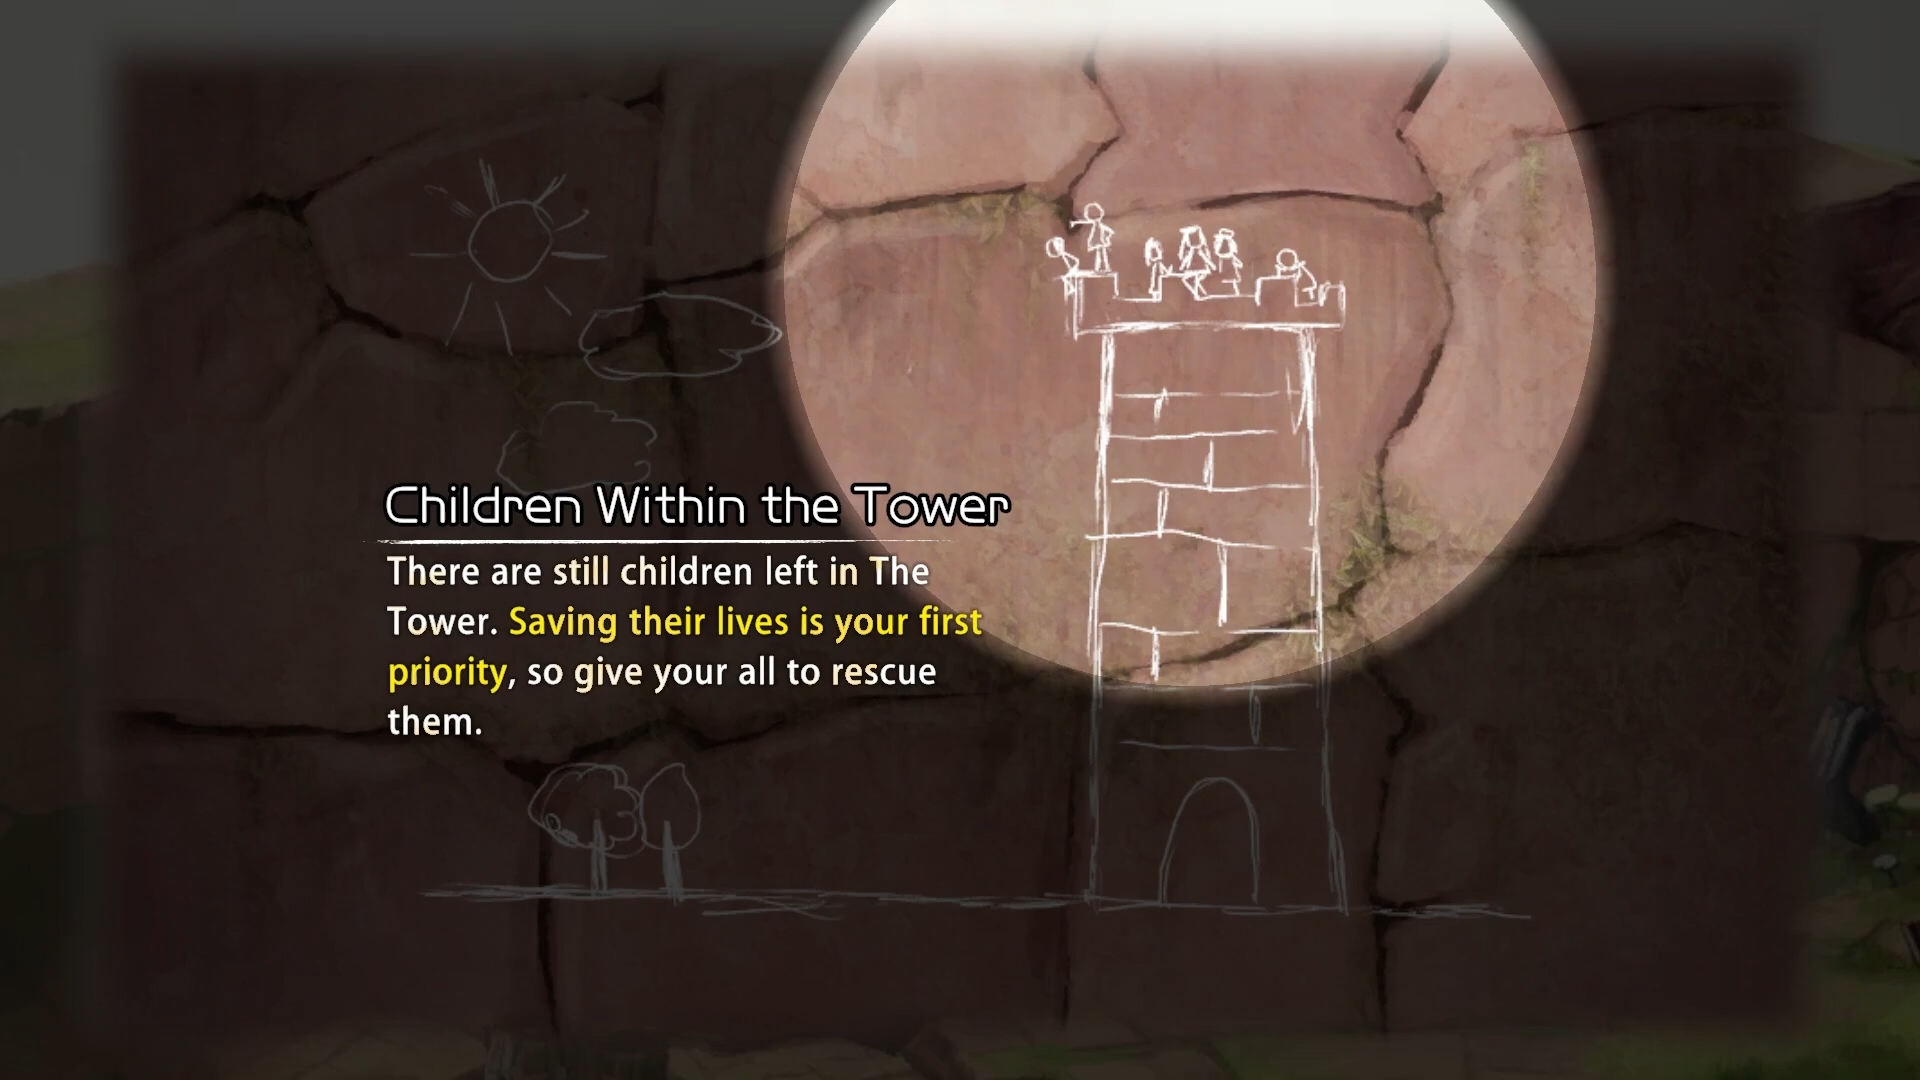 Children Within the Tower
There are still children left in The
Tower. Saving their lives is your first
priority, so give your all to rescue
them.